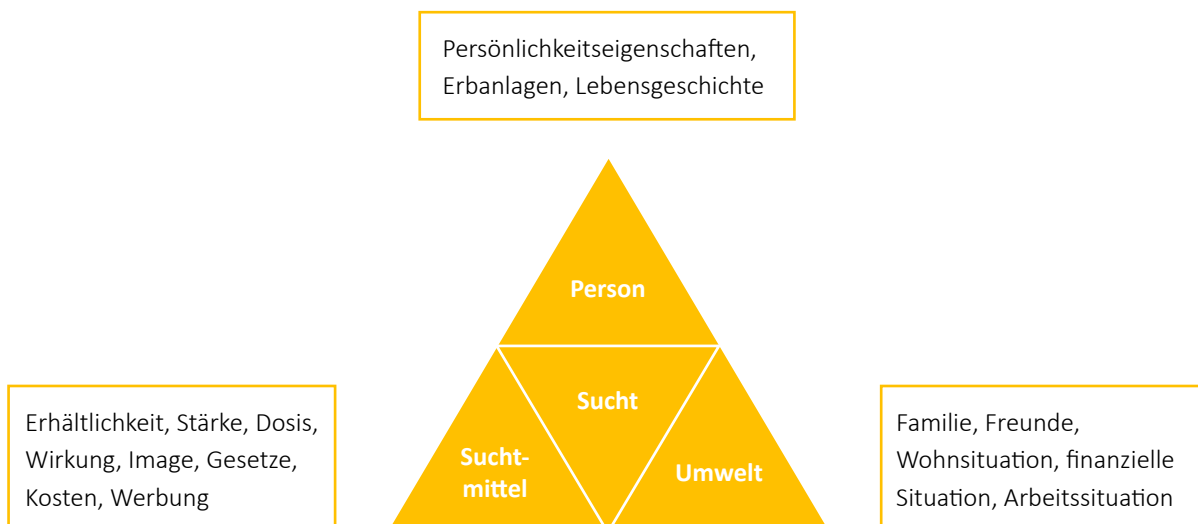 Persönlichkeitseigenschaften,
Erbanlagen, Lebensgeschichte
Person
Sucht
Sucht-
mittel
Umwelt
Erhältlichkeit, Stärke, Dosis,
Wirkung, Image, Gesetze,
Kosten, Werbung
Familie, Freunde,
Wohnsituation, finanzielle
Situation, Arbeitssituation